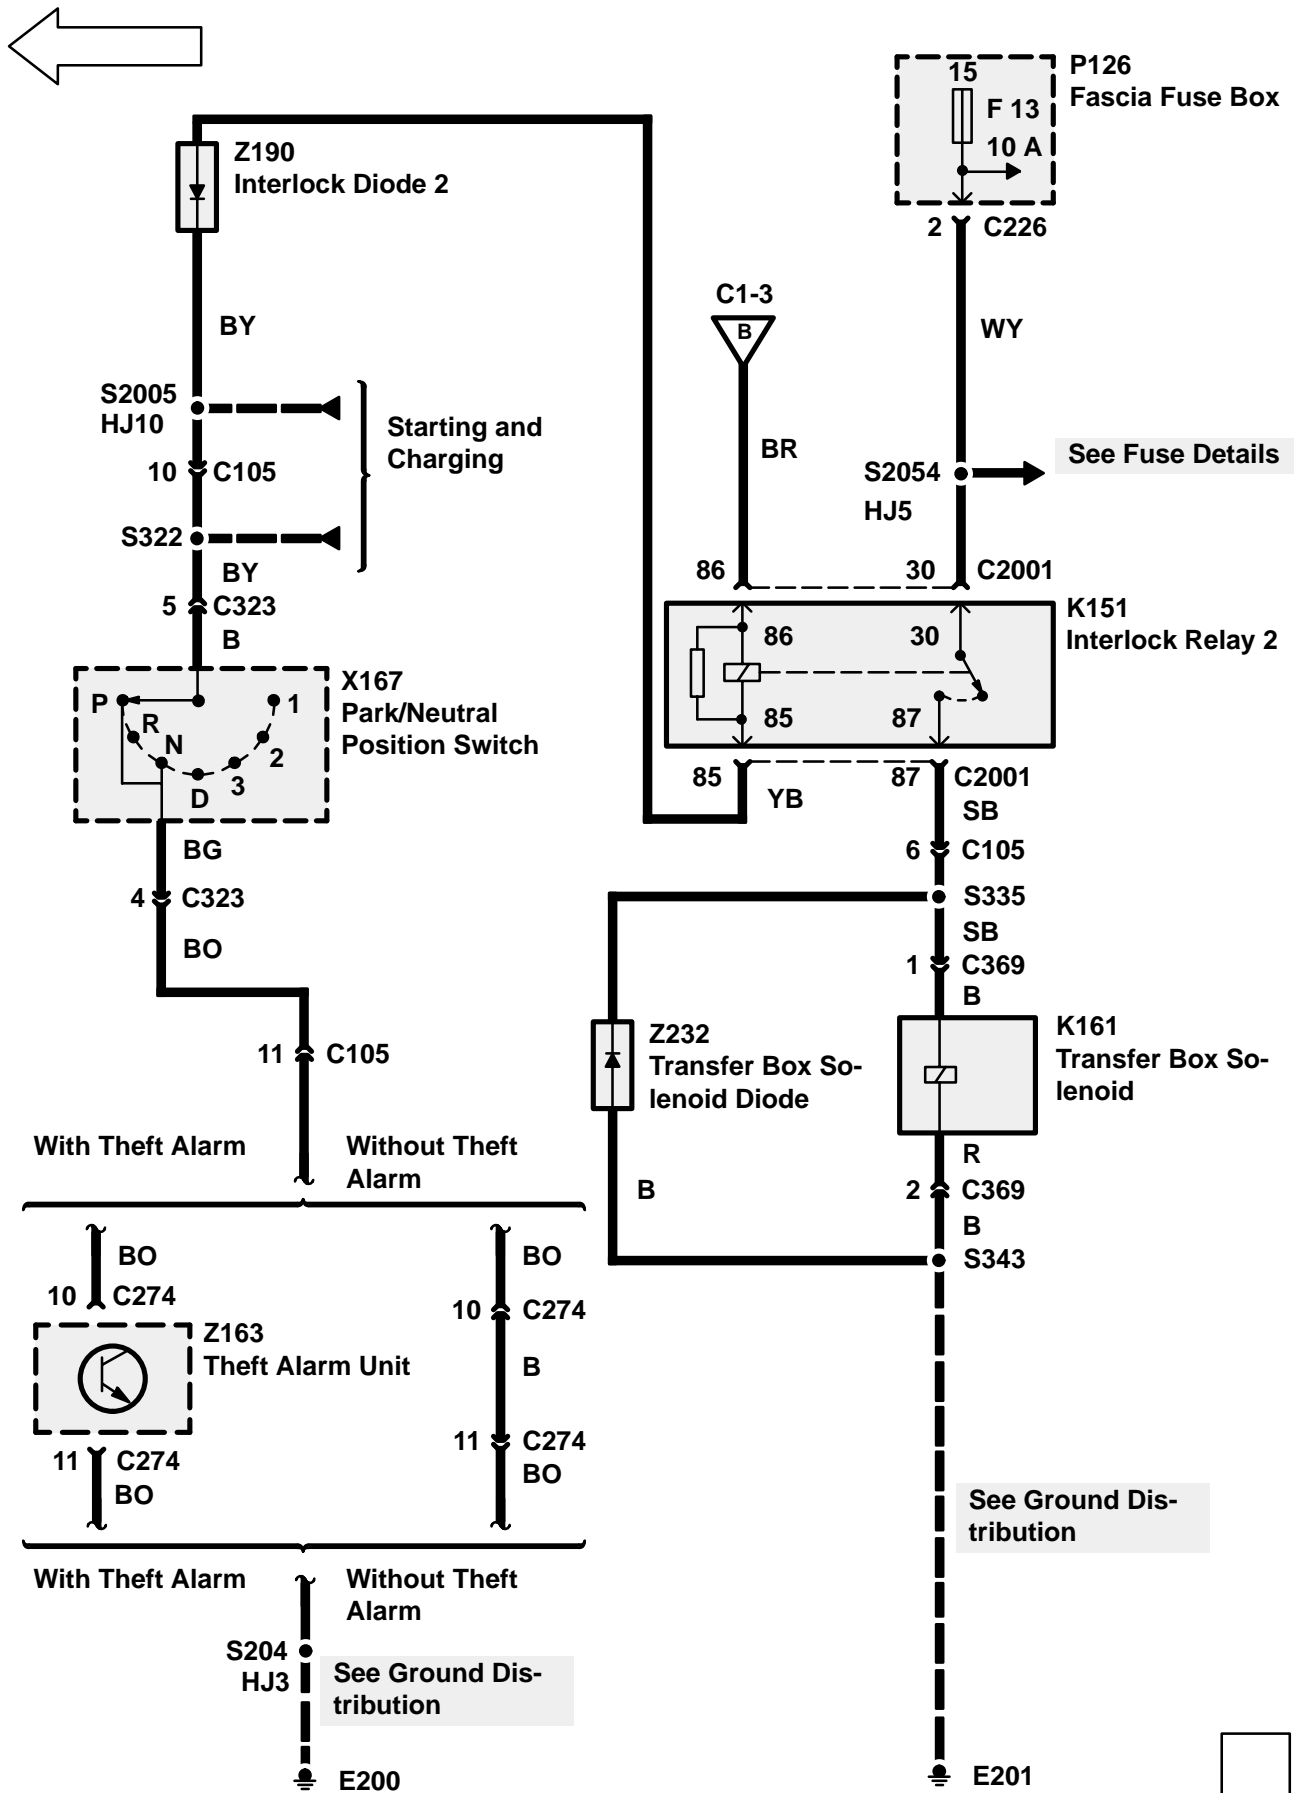 15
P126
Fascia Fuse Box
F 13
10 A
Z190
Interlock Diode 2
2 C226
C1-3
B
BY
WY
S2005
HJ10
Starting and
Charging
BR
See Fuse Details
10 C105
S2054
HJ5
S322
BY
86 30 C2001
5 C323
B
K151
Interlock Relay 2
86 30
85 87
X167
Park/Neutral
Position Switch
P
R
N
D
3
2
1
85 87 C2001
YB
SB
BG
6 C105
4 C323
S335
BO
SB
1 C369
B
11 C105
Z232
Transfer Box So-
lenoid Diode
K161
Transfer Box So-
lenoid
With Theft Alarm
Without Theft
Alarm
R
B
2 C369
B
S343
BO
BO
10 C274
10 C274
Z163
Theft Alarm Unit
B
11 C274
BO
11 C274
BO
See Ground Dis-
tribution
With Theft Alarm
Without Theft
Alarm
S204
HJ3
See Ground Dis-
tribution
E200
E201